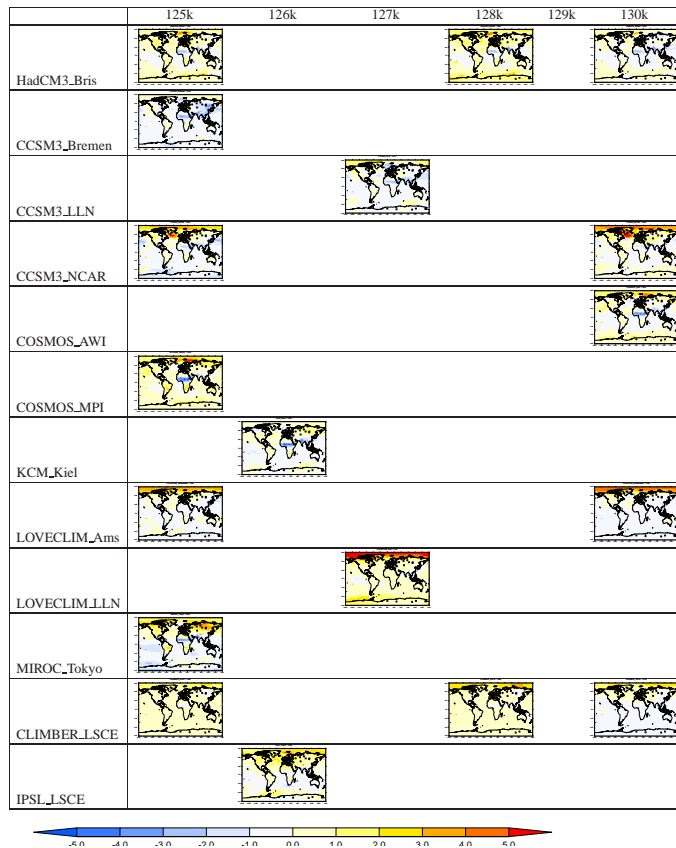 125k 126k 127k 128k 129k 130k
HadCM3_Bris
CCSM3_Bremen
CCSM3_LLN
CCSM3_NCAR
COSMOS_AWI
COSMOS_MPI
KCM_Kiel
LOVECLIM_Ams
LOVECLIM_LLN
MIROC_Tokyo
CLIMBER_LSCE
IPSL_LSCE
-5.0 -4.0 -3.0 -2.0 -1.0 0.0 1.0 2.0 3.0 4.0 5.0